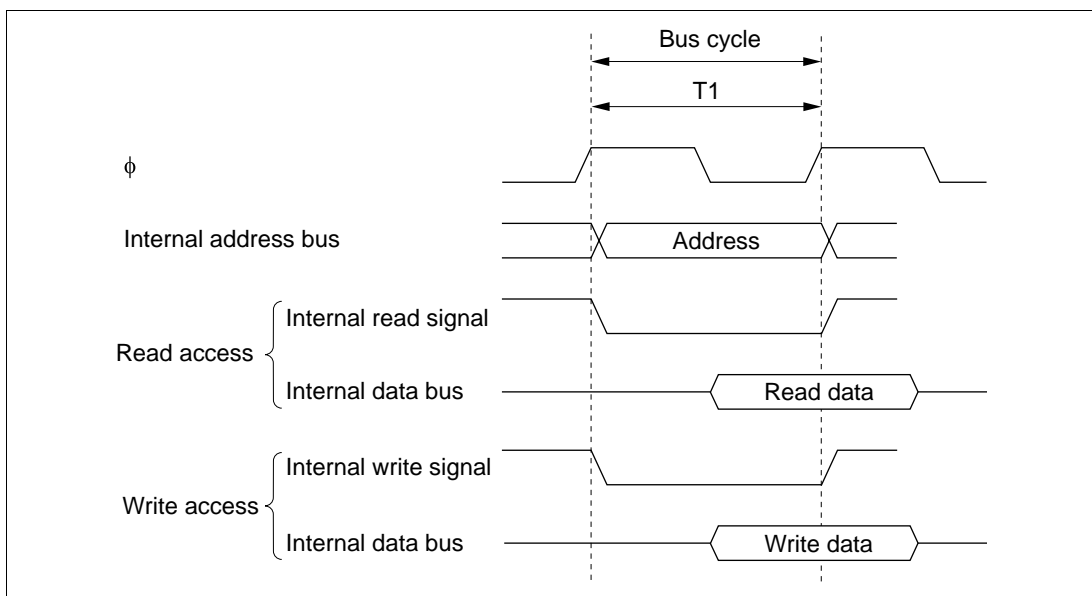 Bus cycle
T1
ϕ
Internal address bus
Address
Internal read signal
Read access
Internal data bus
Read data
Internal write signal
Write access
Internal data bus
Write data